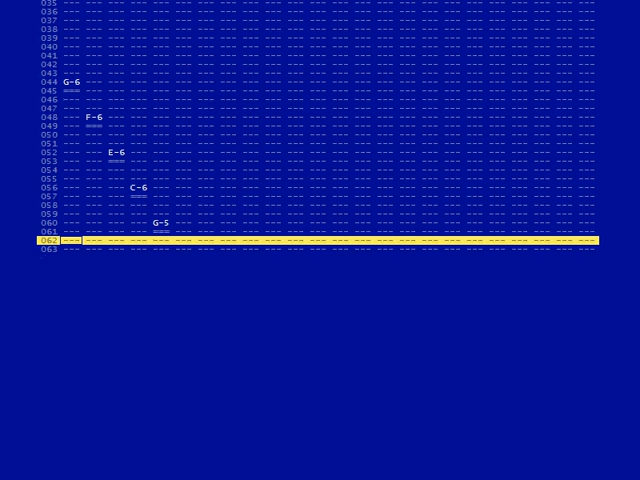 035 --- --- --- --- --- --- --- --- --- --- --- --- --- --- --- --- --- --- --- --- --- --- --- ---
036 --- --- --- --- --- --- --- --- --- --- --- --- --- --- --- --- --- --- --- --- --- --- --- ---
037 --- --- --- --- --- --- --- --- --- --- --- --- --- --- --- --- --- --- --- --- --- --- --- ---
038 --- --- --- --- --- --- --- --- --- --- --- --- --- --- --- --- --- --- --- --- --- --- --- ---
039 --- --- --- --- --- --- --- --- --- --- --- --- --- --- --- --- --- --- --- --- --- --- --- ---
040 --- --- --- --- --- --- --- --- --- --- --- --- --- --- --- --- --- --- --- --- --- --- --- ---
041 --- --- --- --- --- --- --- --- --- --- --- --- --- --- --- --- --- --- --- --- --- --- --- ---
042 --- --- --- --- --- --- --- --- --- --- --- --- --- --- --- --- --- --- --- --- --- --- --- ---
043 --- --- --- --- --- --- --- --- --- --- --- --- --- --- --- --- --- --- --- --- --- --- --- ---
044 G-6 --- --- --- --- --- --- --- --- --- --- --- --- --- --- --- --- --- --- --- --- --- --- ---
045 === --- --- --- --- --- --- --- --- --- --- --- --- --- --- --- --- --- --- --- --- --- --- ---
046 --- --- --- --- --- --- --- --- --- --- --- --- --- --- --- --- --- --- --- --- --- --- --- ---
047 --- --- --- --- --- --- --- --- --- --- --- --- --- --- --- --- --- --- --- --- --- --- --- ---
048 --- F-6 --- --- --- --- --- --- --- --- --- --- --- --- --- --- --- --- --- --- --- --- --- ---
049 --- === --- --- --- --- --- --- --- --- --- --- --- --- --- --- --- --- --- --- --- --- --- ---
050 --- --- --- --- --- --- --- --- --- --- --- --- --- --- --- --- --- --- --- --- --- --- --- ---
051 --- --- --- --- --- --- --- --- --- --- --- --- --- --- --- --- --- --- --- --- --- --- --- ---
052 --- --- E-6 --- --- --- --- --- --- --- --- --- --- --- --- --- --- --- --- --- --- --- --- ---
053 --- --- === --- --- --- --- --- --- --- --- --- --- --- --- --- --- --- --- --- --- --- --- ---
054 --- --- --- --- --- --- --- --- --- --- --- --- --- --- --- --- --- --- --- --- --- --- --- ---
055 --- --- --- --- --- --- --- --- --- --- --- --- --- --- --- --- --- --- --- --- --- --- --- ---
056 --- --- --- C-6 --- --- --- --- --- --- --- --- --- --- --- --- --- --- --- --- --- --- --- ---
057 --- --- --- === --- --- --- --- --- --- --- --- --- --- --- --- --- --- --- --- --- --- --- ---
058 --- --- --- --- --- --- --- --- --- --- --- --- --- --- --- --- --- --- --- --- --- --- --- ---
059 --- --- --- --- --- --- --- --- --- --- --- --- --- --- --- --- --- --- --- --- --- --- --- ---
060 --- --- --- --- G-5 --- --- --- --- --- --- --- --- --- --- --- --- --- --- --- --- --- --- ---
061 --- --- --- --- === --- --- --- --- --- --- --- --- --- --- --- --- --- --- --- --- --- --- ---
062 --- --- --- --- --- --- --- --- --- --- --- --- --- --- --- --- --- --- --- --- --- --- --- ---
063 --- --- --- --- --- --- --- --- --- --- --- --- --- --- --- --- --- --- --- --- --- --- --- ---